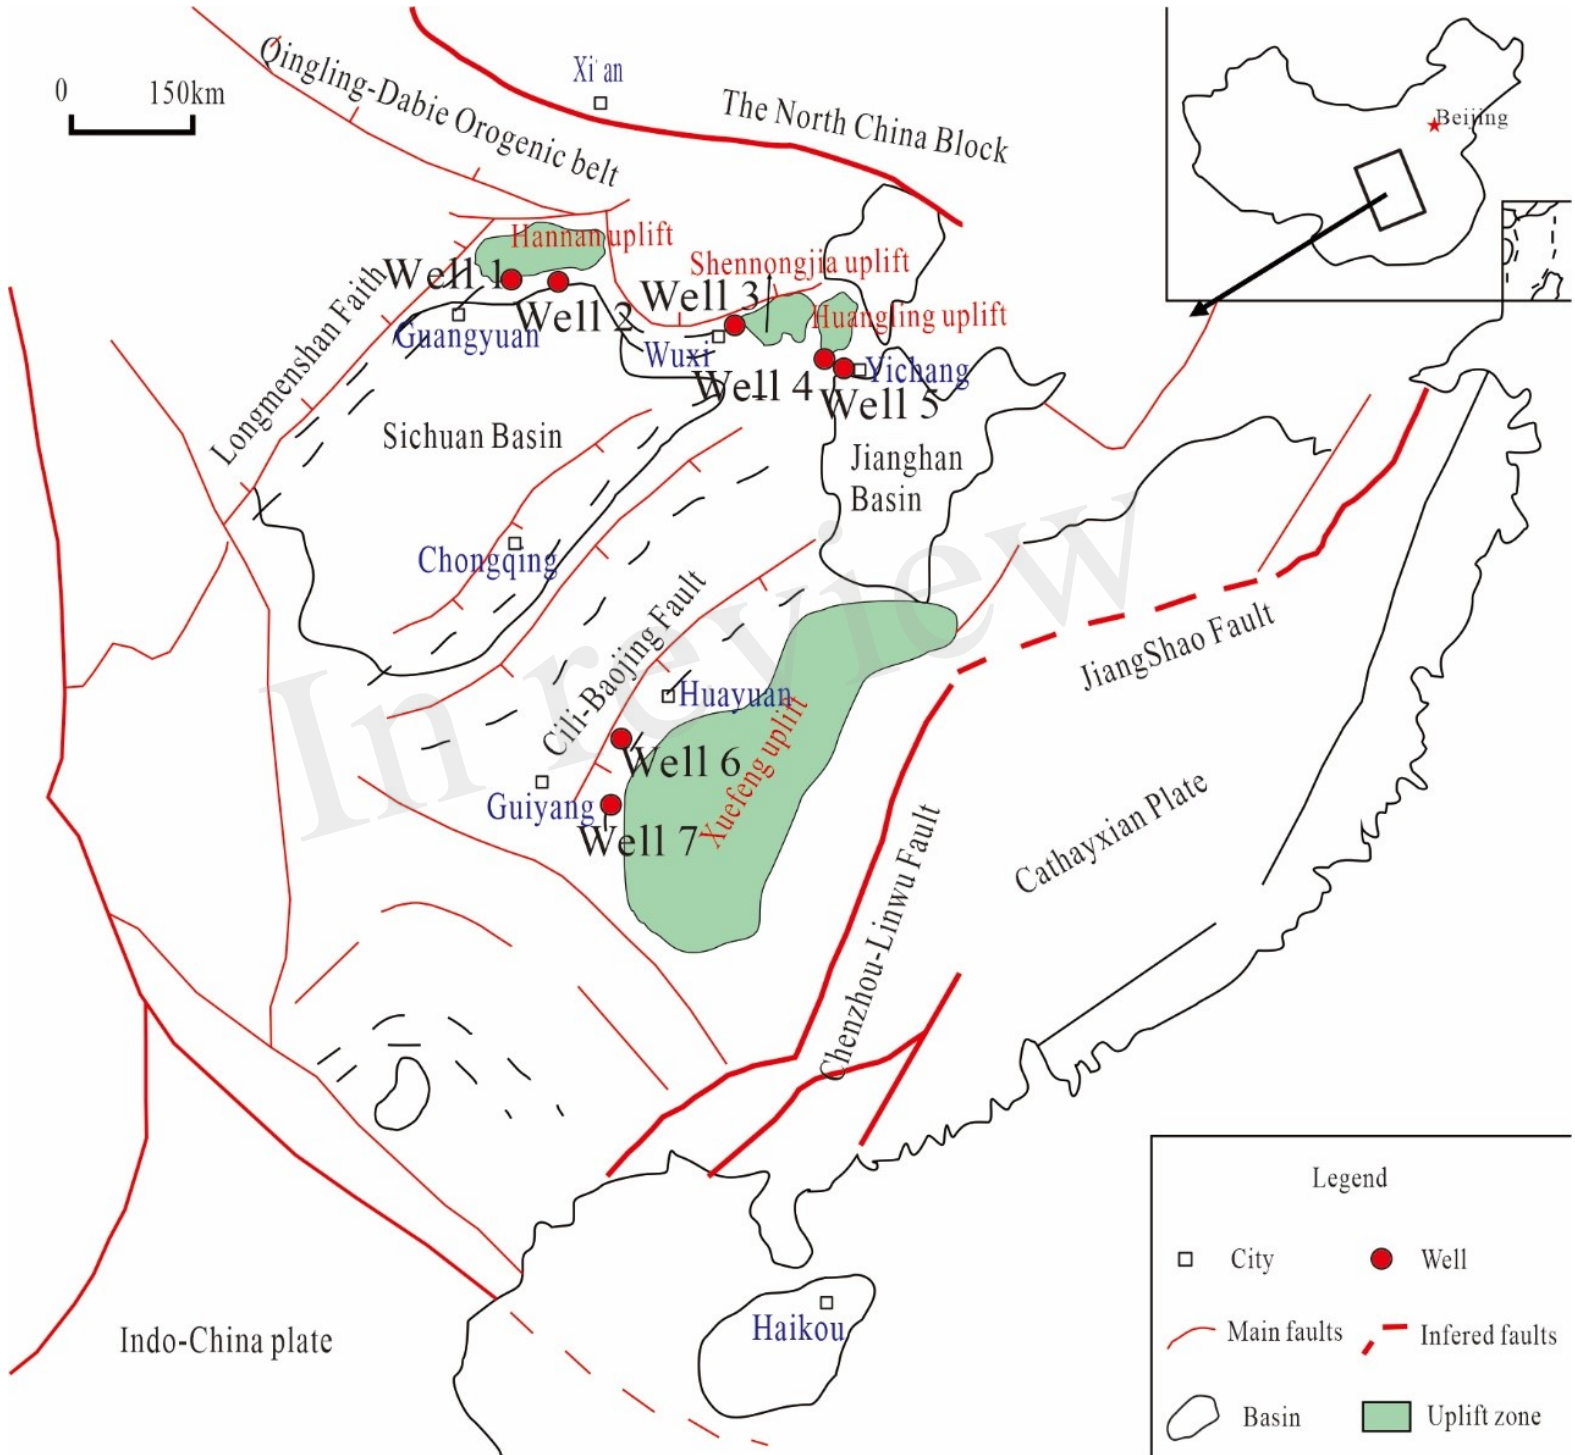 Xi'an
0 150km
Qingling-Dabie Orogenic belt
The North China Block
Beijing
Hannan uplift
Shennongjia uplift
Well 1
Well 2
Well 3
Huangling uplift
Longmenshan Faith
Guangyuan
Wuxi
Well 4
Yichang
Well 5
Sichuan Basin
Jianghan
Basin
Chongqing
Cili-Baojing Fault
JiangShao Fault
Huayuan
Well 6
Xuefeng uplift
Guiyang
Well 7
Cathayxian Plate
Chenzhou-Linwu Fault
In review
Indo-China plate
Haikou
Legend
City
Well
Main faults
Infered faults
Basin
Uplift zone